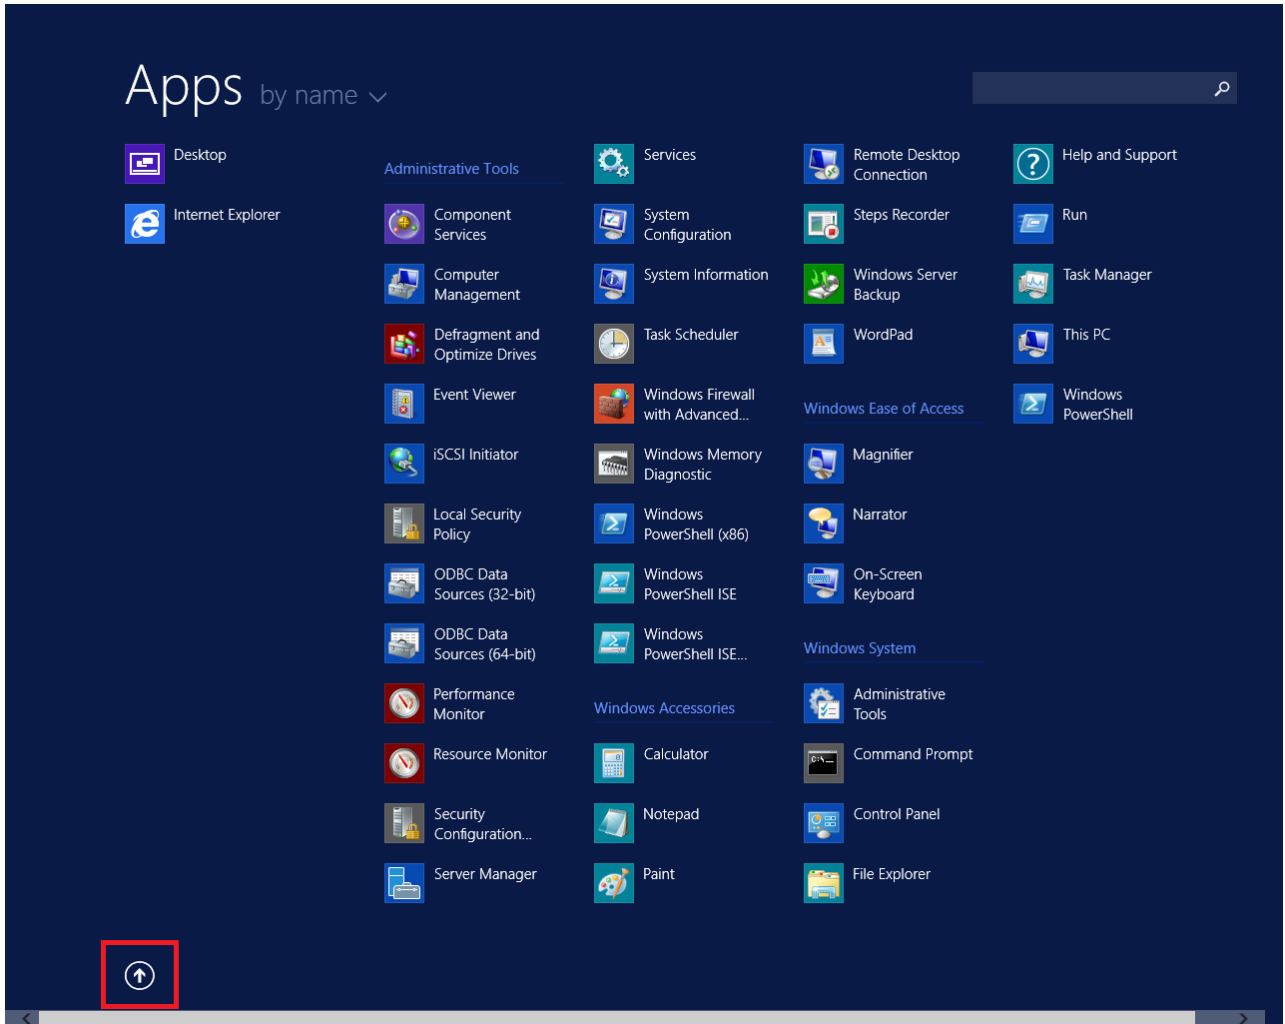 Apps by name
Desktop
Internet Explorer
Administrative Tools
Component
Services
Computer
Management
Defragment and
Optimize Drives
Event Viewer
iSCSI Initiator
Local Security
Policy
ODBC Data
Sources (32-bit)
ODBC Data
Sources (64-bit)
Performance
Monitor
Resource Monitor
Security
Configuration...
Server Manager
Services
System
Configuration
System Information
Task Scheduler
Windows Firewall
with Advanced...
Windows Memory
Diagnostic
Windows
PowerShell (x86)
Windows
PowerShell ISE
Windows
PowerShell ISE...
Windows Accessories
Calculator
Notepad
Paint
Remote Desktop
Connection
Steps Recorder
Windows Server
Backup
WordPad
Windows Ease of Access
Magnifier
Narrator
On-Screen
Keyboard
Windows System
Administrative
Tools
Command Prompt
Control Panel
File Explorer
Help and Support
Run
Task Manager
This PC
Windows
PowerShell